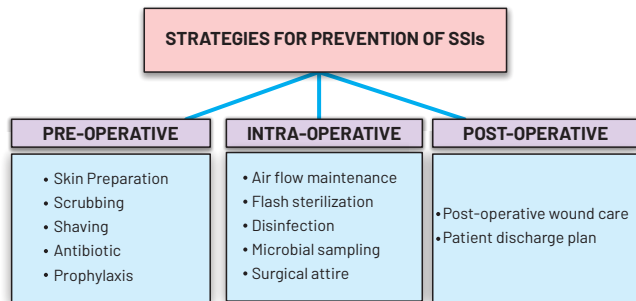 STRATEGIES FOR PREVENTION OF SSIs
PRE-OPERATIVE
• Skin Preparation
• Scrubbing
• Shaving
• Antibiotic
• Prophylaxis
INTRA-OPERATIVE
• Air flow maintenance
• Flash sterilization
• Disinfection
• Microbial sampling
• Surgical attire
POST-OPERATIVE
• Post-operative wound care
• Patient discharge plan